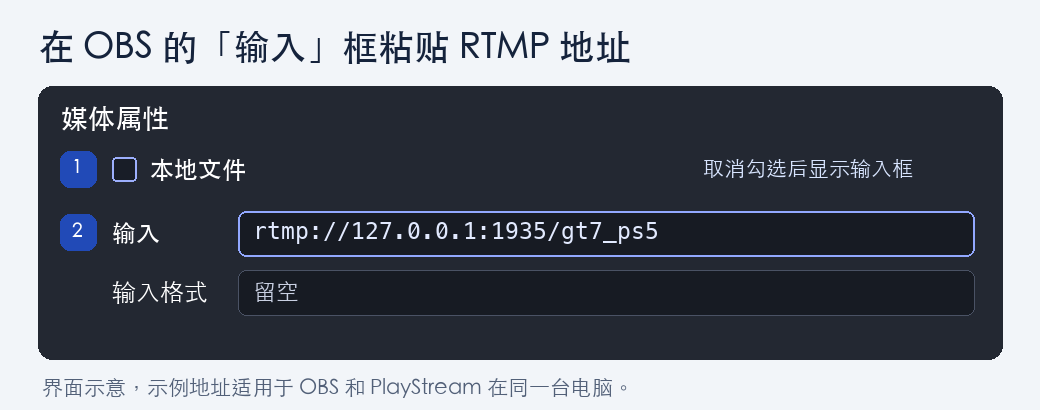 在 OBS 的「输入」框粘贴 RTMP 地址
媒体属性
1 本地文件 取消勾选后显示输入框
2 输入 rtmp://127.0.0.1:1935/gt7_ps5
输入格式 留空
界面示意，示例地址适用于 OBS 和 PlayStream 在同一台电脑。